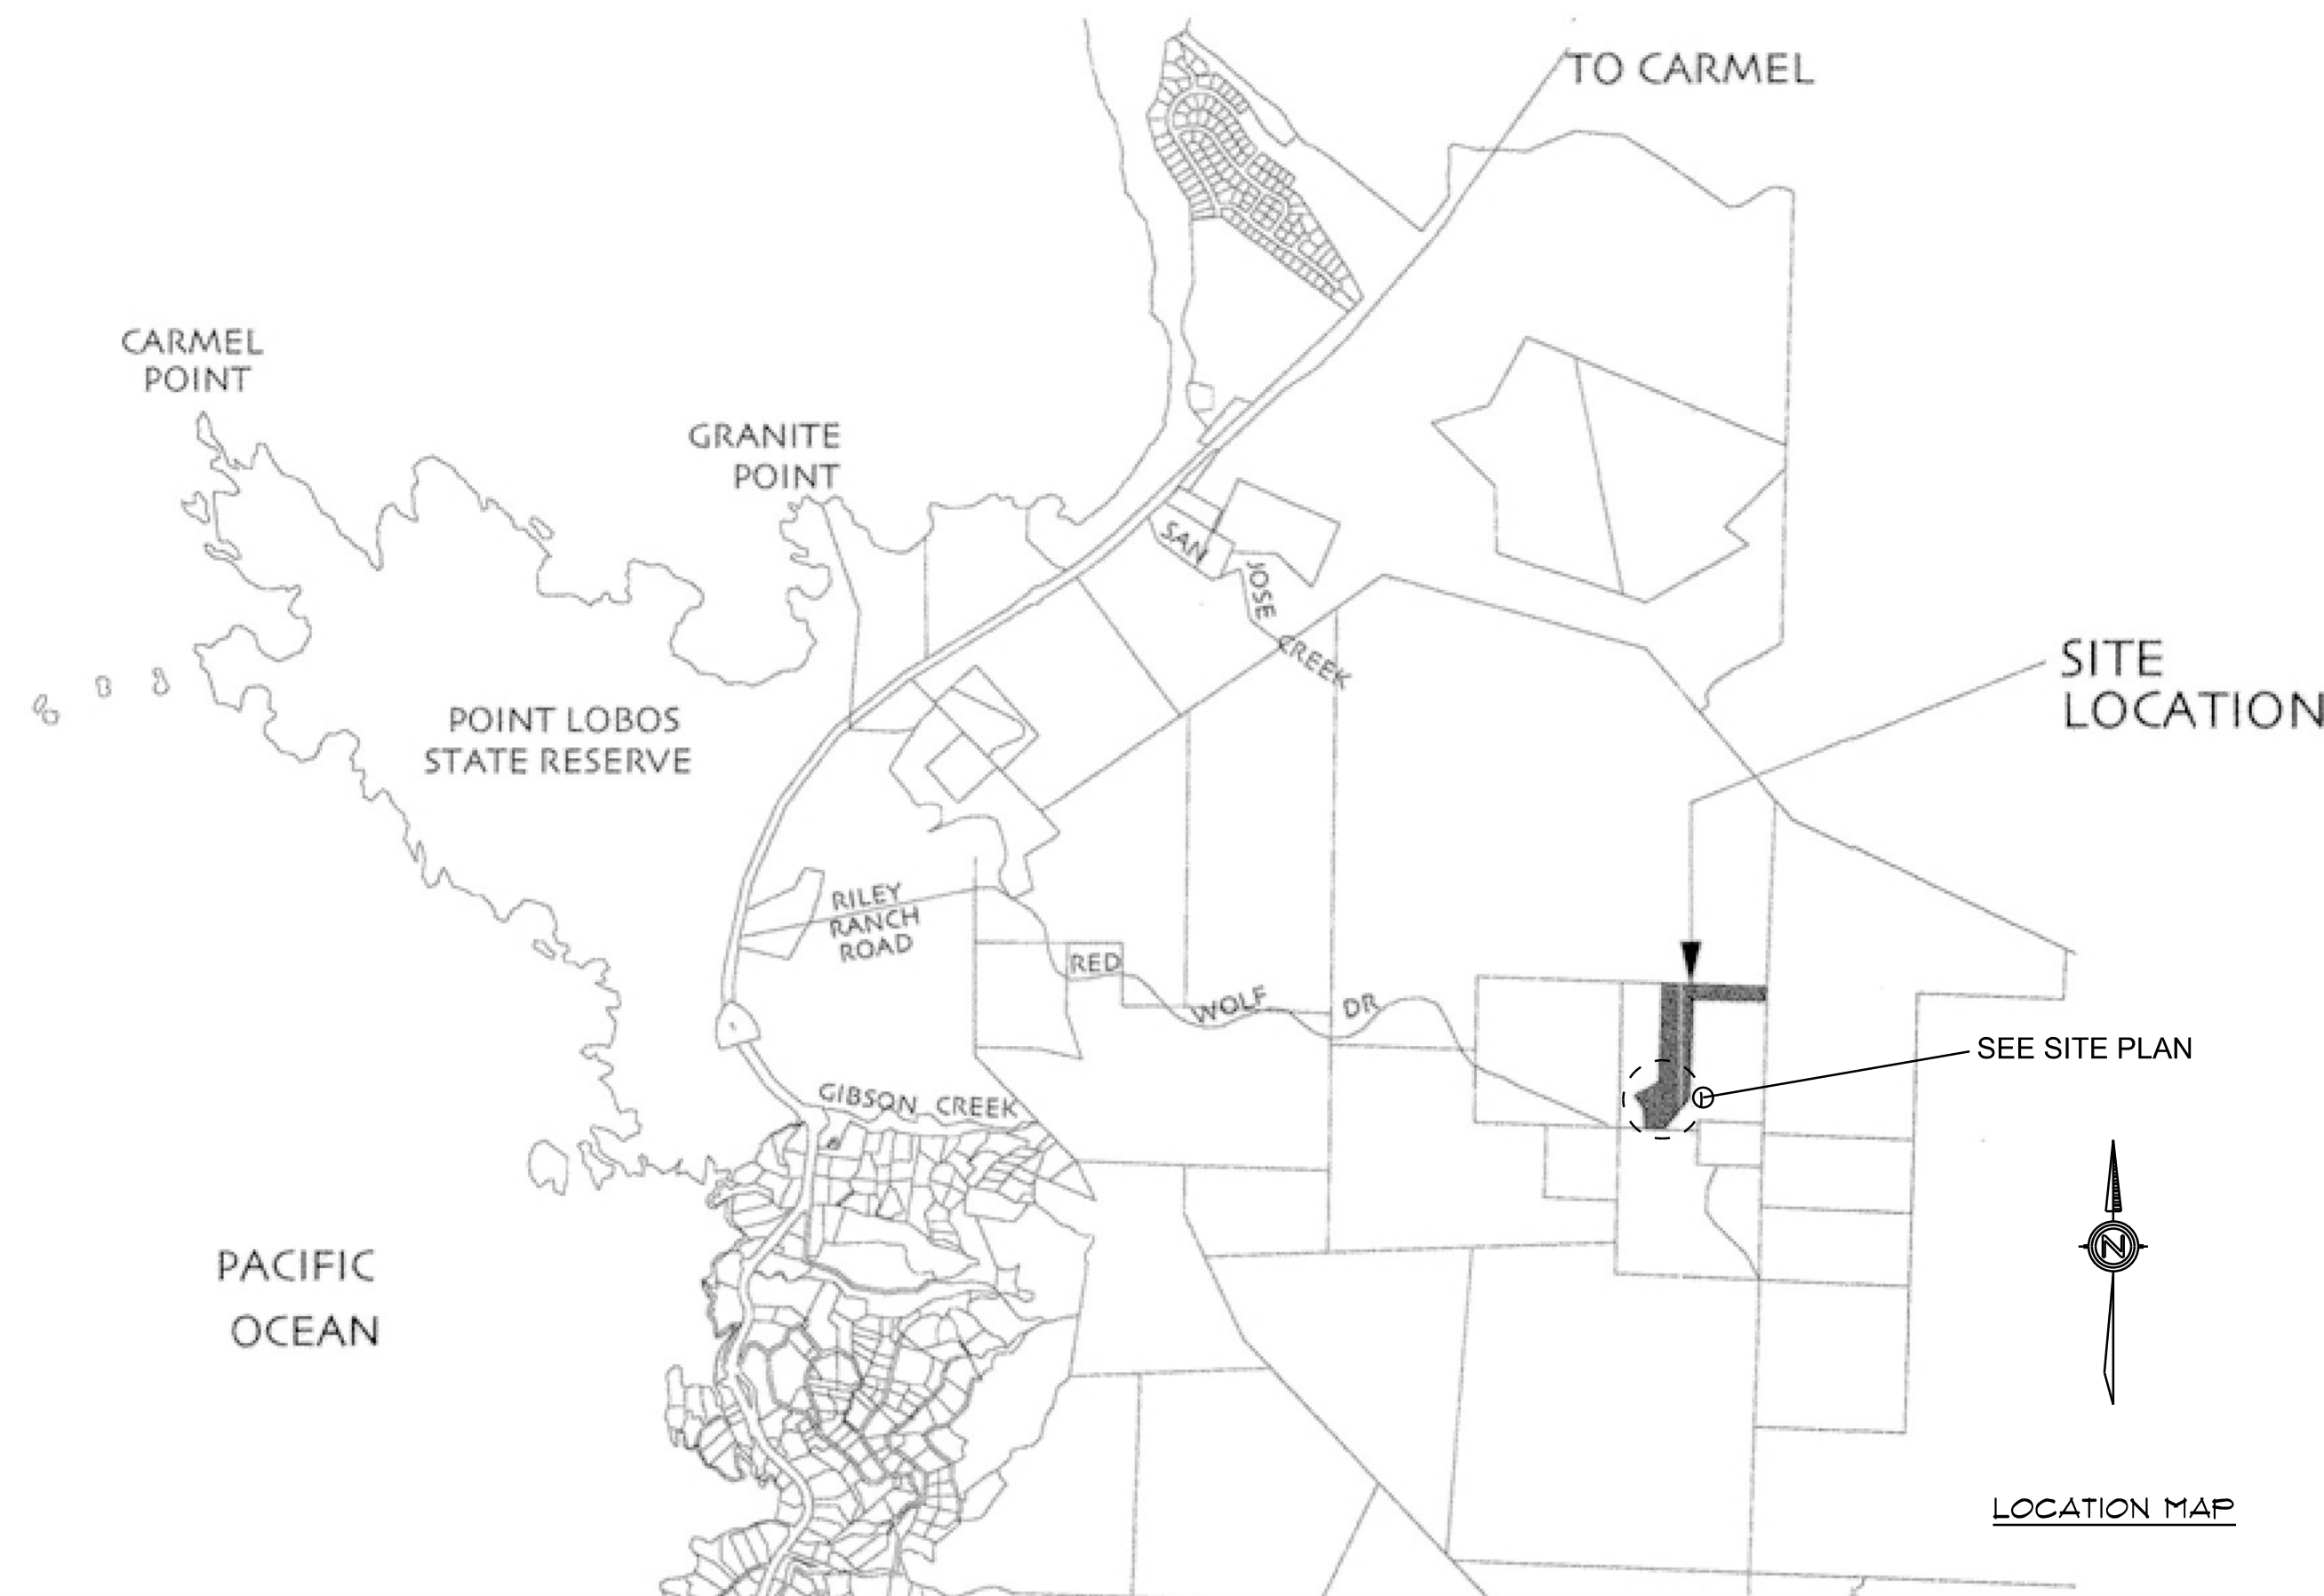 TO CARMEL
CARMEL
POINT
GRANITE
POINT
SAN
JOSE
CREEK
SITE
LOCATION
POINT LOBOS
STATE RESERVE
RILEY
RANCH
ROAD
RED
WOLF
DR
SEE SITE PLAN
GIBSON CREEK
PACIFIC
OCEAN
N
LOCATION MAP